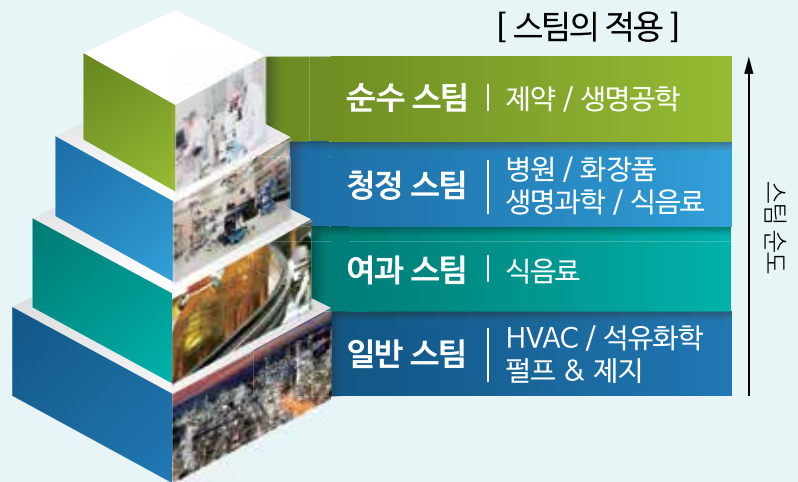 [ 스팀의 적용 ]
순수 스팀 | 제약 / 생명공학
청정 스팀 | 병원 / 화장품
생명과학 / 식음료
여과 스팀 | 식음료
일반 스팀 | HVAC / 석유화학
펄프 & 제지
스팀 순도